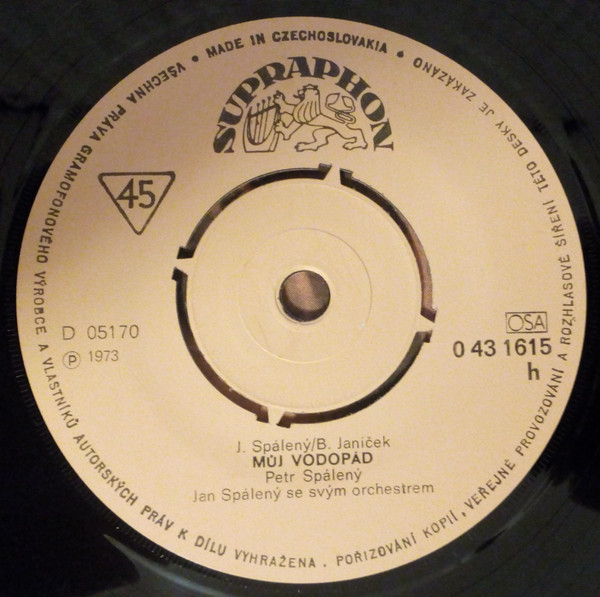 VŠECHNA PRÁVA GRAMOFONOVÉHO VÝROBCE A VLASTNÍKŮ AUTORSKÝCH PRÁV K DÍLU VYHRAŽENA. POŘIZOVÁNÍ KOPIÍ, VEŘEJNÉ PROVOZOVÁNÍ A ROZHLASOVÉ ŠÍŘENÍ TÉTO DESKY JE ZAKÁZÁNO
• MADE IN CZECHOSLOVAKIA •
SUPRAPHON
45
D 05170
℗ 1973
OSA
0 43 1615
h
J. Spálený/B. Janíček
MŮJ VODOPÁD
Petr Spálený
Jan Spálený se svým orchestrem